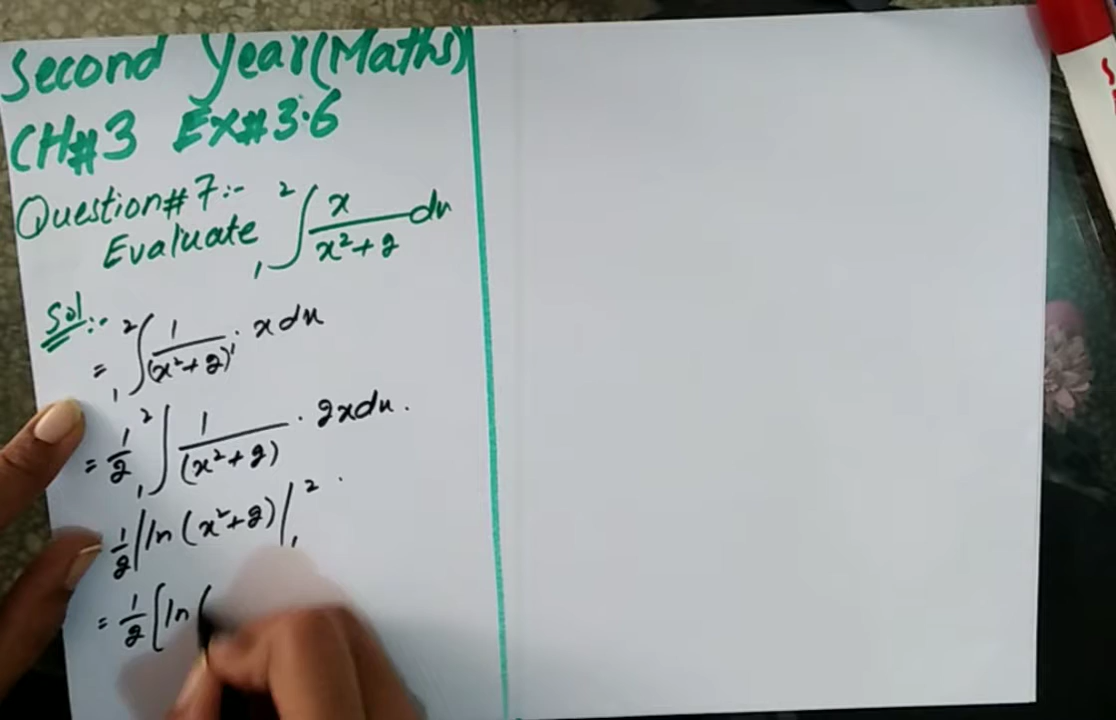 Second Year(Maths)
CH#3 Ex#3.6
Question#7:-
Evaluate ₁²∫ x/(x²+2) dx
Sol:-
= ₁²∫ 1/(x²+2) · x dx
= 1/2 ₁²∫ 1/(x²+2) · 2x dx.
1/2 |ln (x²+2)|₁²
= 1/2 [ln (